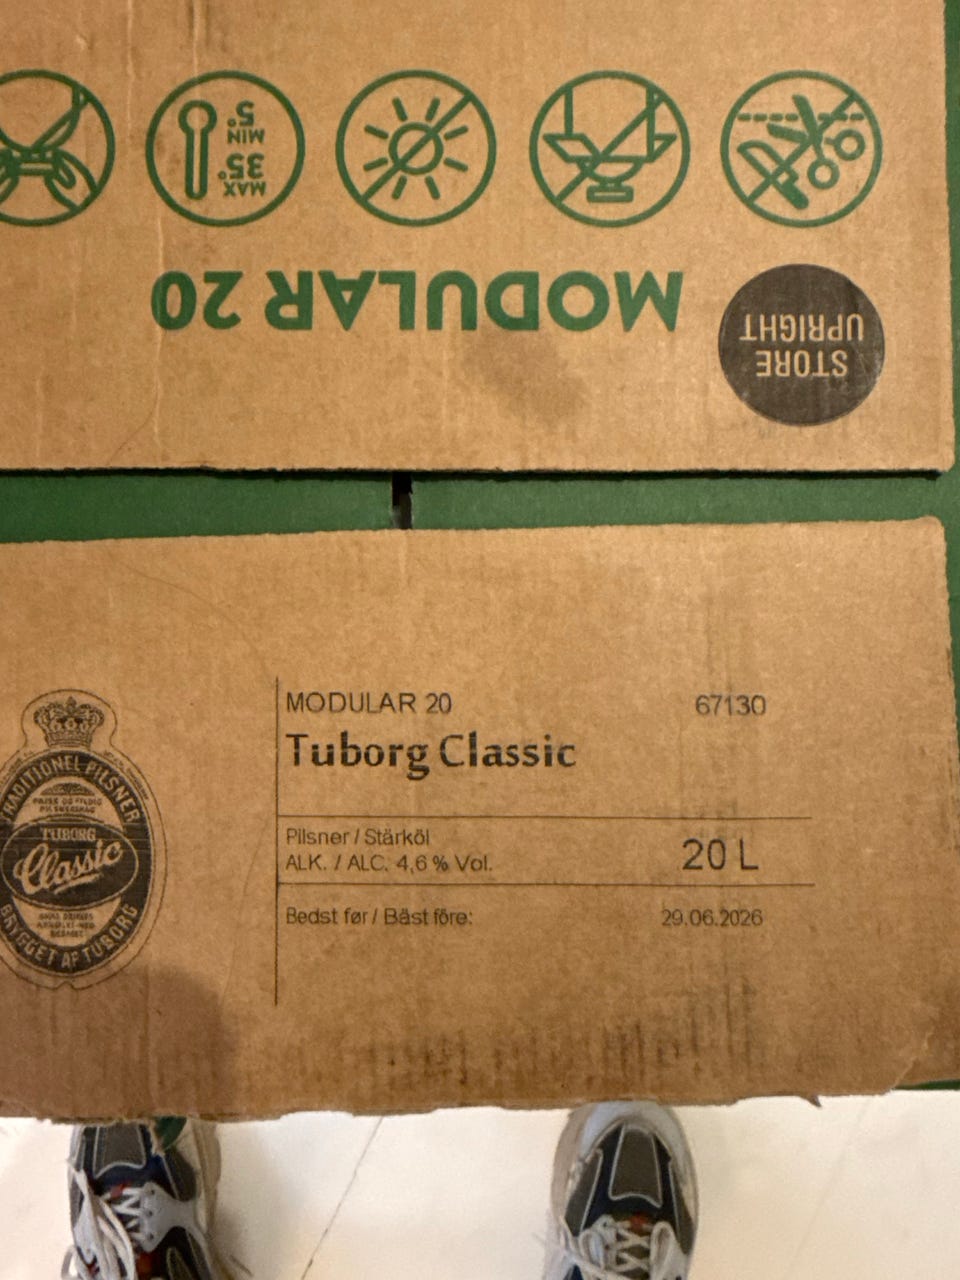 MAX
35°
MIN
5°
STORE
UPRIGHT
MODULAR 20
MODULAR 20 67130
Tuborg Classic
Pilsner / Stärköl
ALK. / ALC. 4,6 % Vol. 20 L
Bedst før / Bäst före: 29.06.2026
TRADITIONEL PILSNER
TUBORG
Classic
BRYGGET AF TUBORG